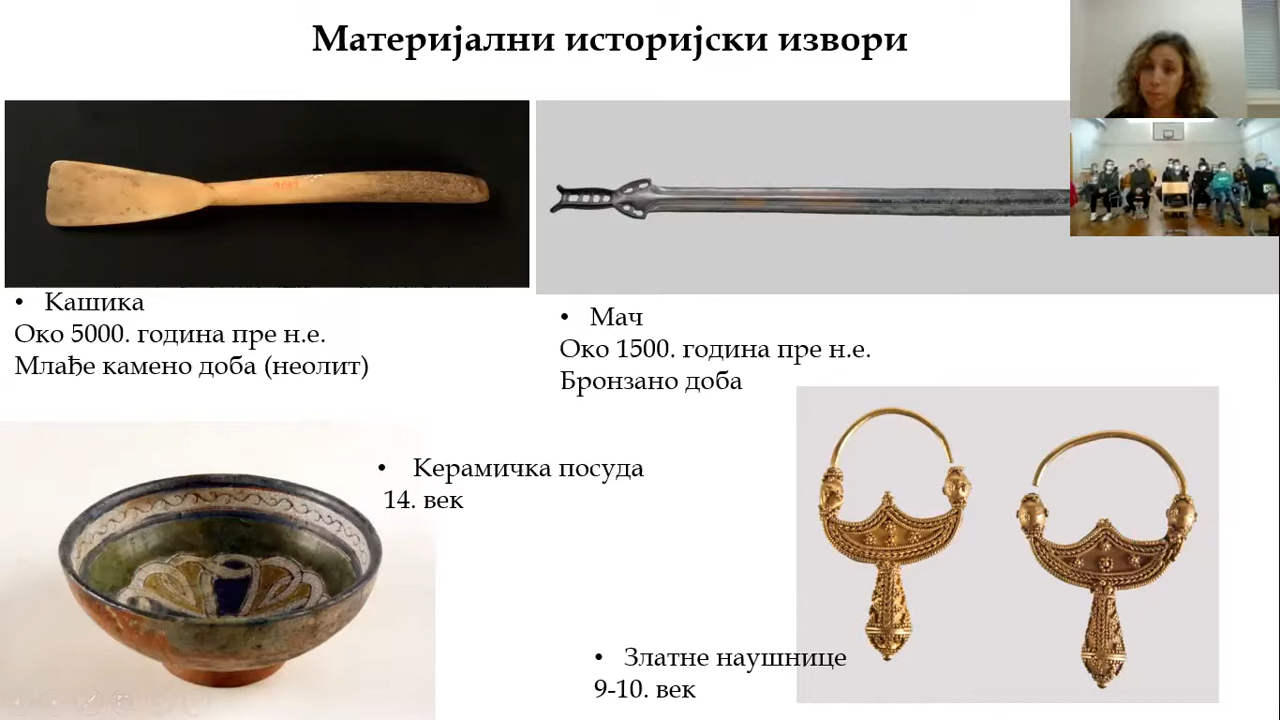 Материјални историјски извори
• Кашика
Око 5000. година пре н.е.
Млађе камено доба (неолит)
• Мач
Око 1500. година пре н.е.
Бронзано доба
• Керамичка посуда
14. век
• Златне наушнице
9-10. век